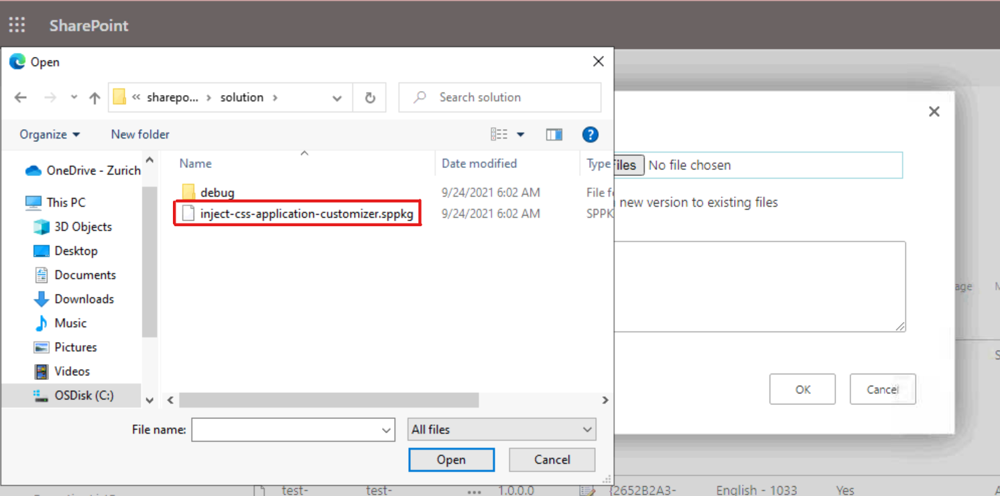 SharePoint
Open
« sharepo... > solution >
Search solution
Organize
New folder
?
OneDrive - Zurich
This PC
3D Objects
Desktop
Documents
Downloads
Music
Pictures
Videos
OSDisk (C:)
Name Date modified Type
debug 9/24/2021 6:02 AM File f
inject-css-application-customizer.sppkg 9/24/2021 6:02 AM SPPK
File name:
All files
Open
Cancel
iles No file chosen
new version to existing files
OK
Cancel
age
test- test- ... 1.0.0.0 {2652B2A3- English - 1033 Yes